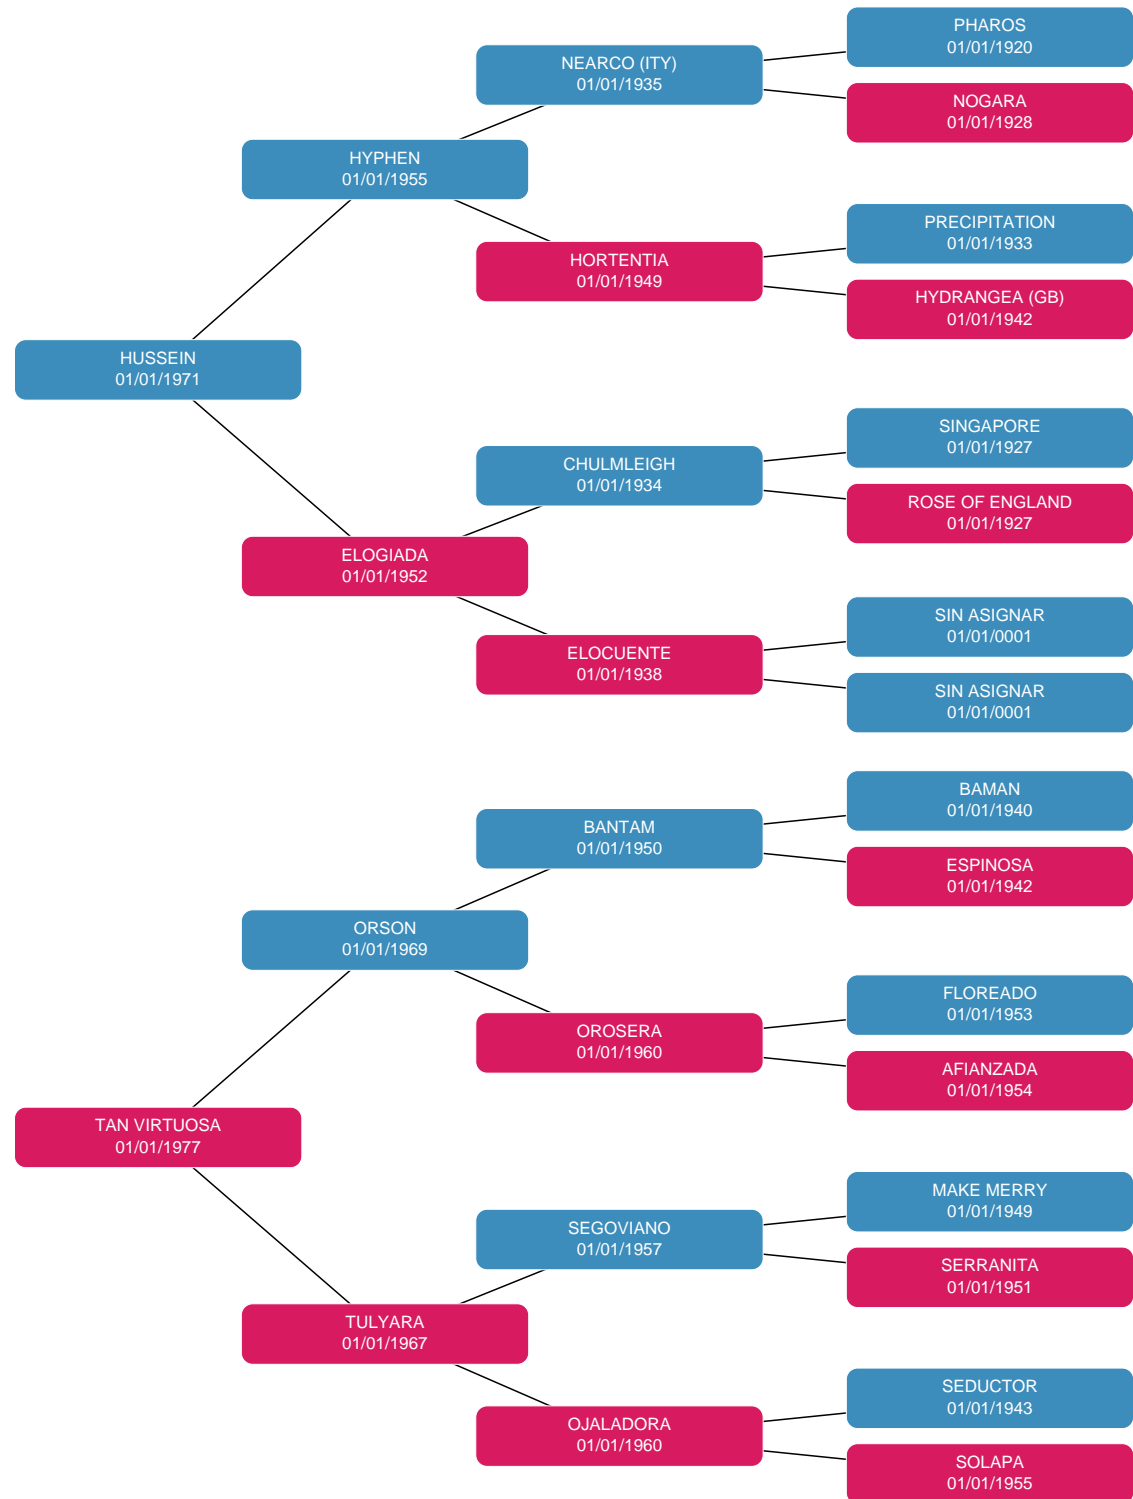 PHAROS
01/01/1920
NEARCO (ITY)
01/01/1935
NOGARA
01/01/1928
HYPHEN
01/01/1955
PRECIPITATION
01/01/1933
HORTENTIA
01/01/1949
HYDRANGEA (GB)
01/01/1942
HUSSEIN
01/01/1971
SINGAPORE
01/01/1927
CHULMLEIGH
01/01/1934
ROSE OF ENGLAND
01/01/1927
ELOGIADA
01/01/1952
SIN ASIGNAR
01/01/0001
ELOCUENTE
01/01/1938
SIN ASIGNAR
01/01/0001
BAMAN
01/01/1940
BANTAM
01/01/1950
ESPINOSA
01/01/1942
ORSON
01/01/1969
FLOREADO
01/01/1953
OROSERA
01/01/1960
AFIANZADA
01/01/1954
TAN VIRTUOSA
01/01/1977
MAKE MERRY
01/01/1949
SEGOVIANO
01/01/1957
SERRANITA
01/01/1951
TULYARA
01/01/1967
SEDUCTOR
01/01/1943
OJALADORA
01/01/1960
SOLAPA
01/01/1955